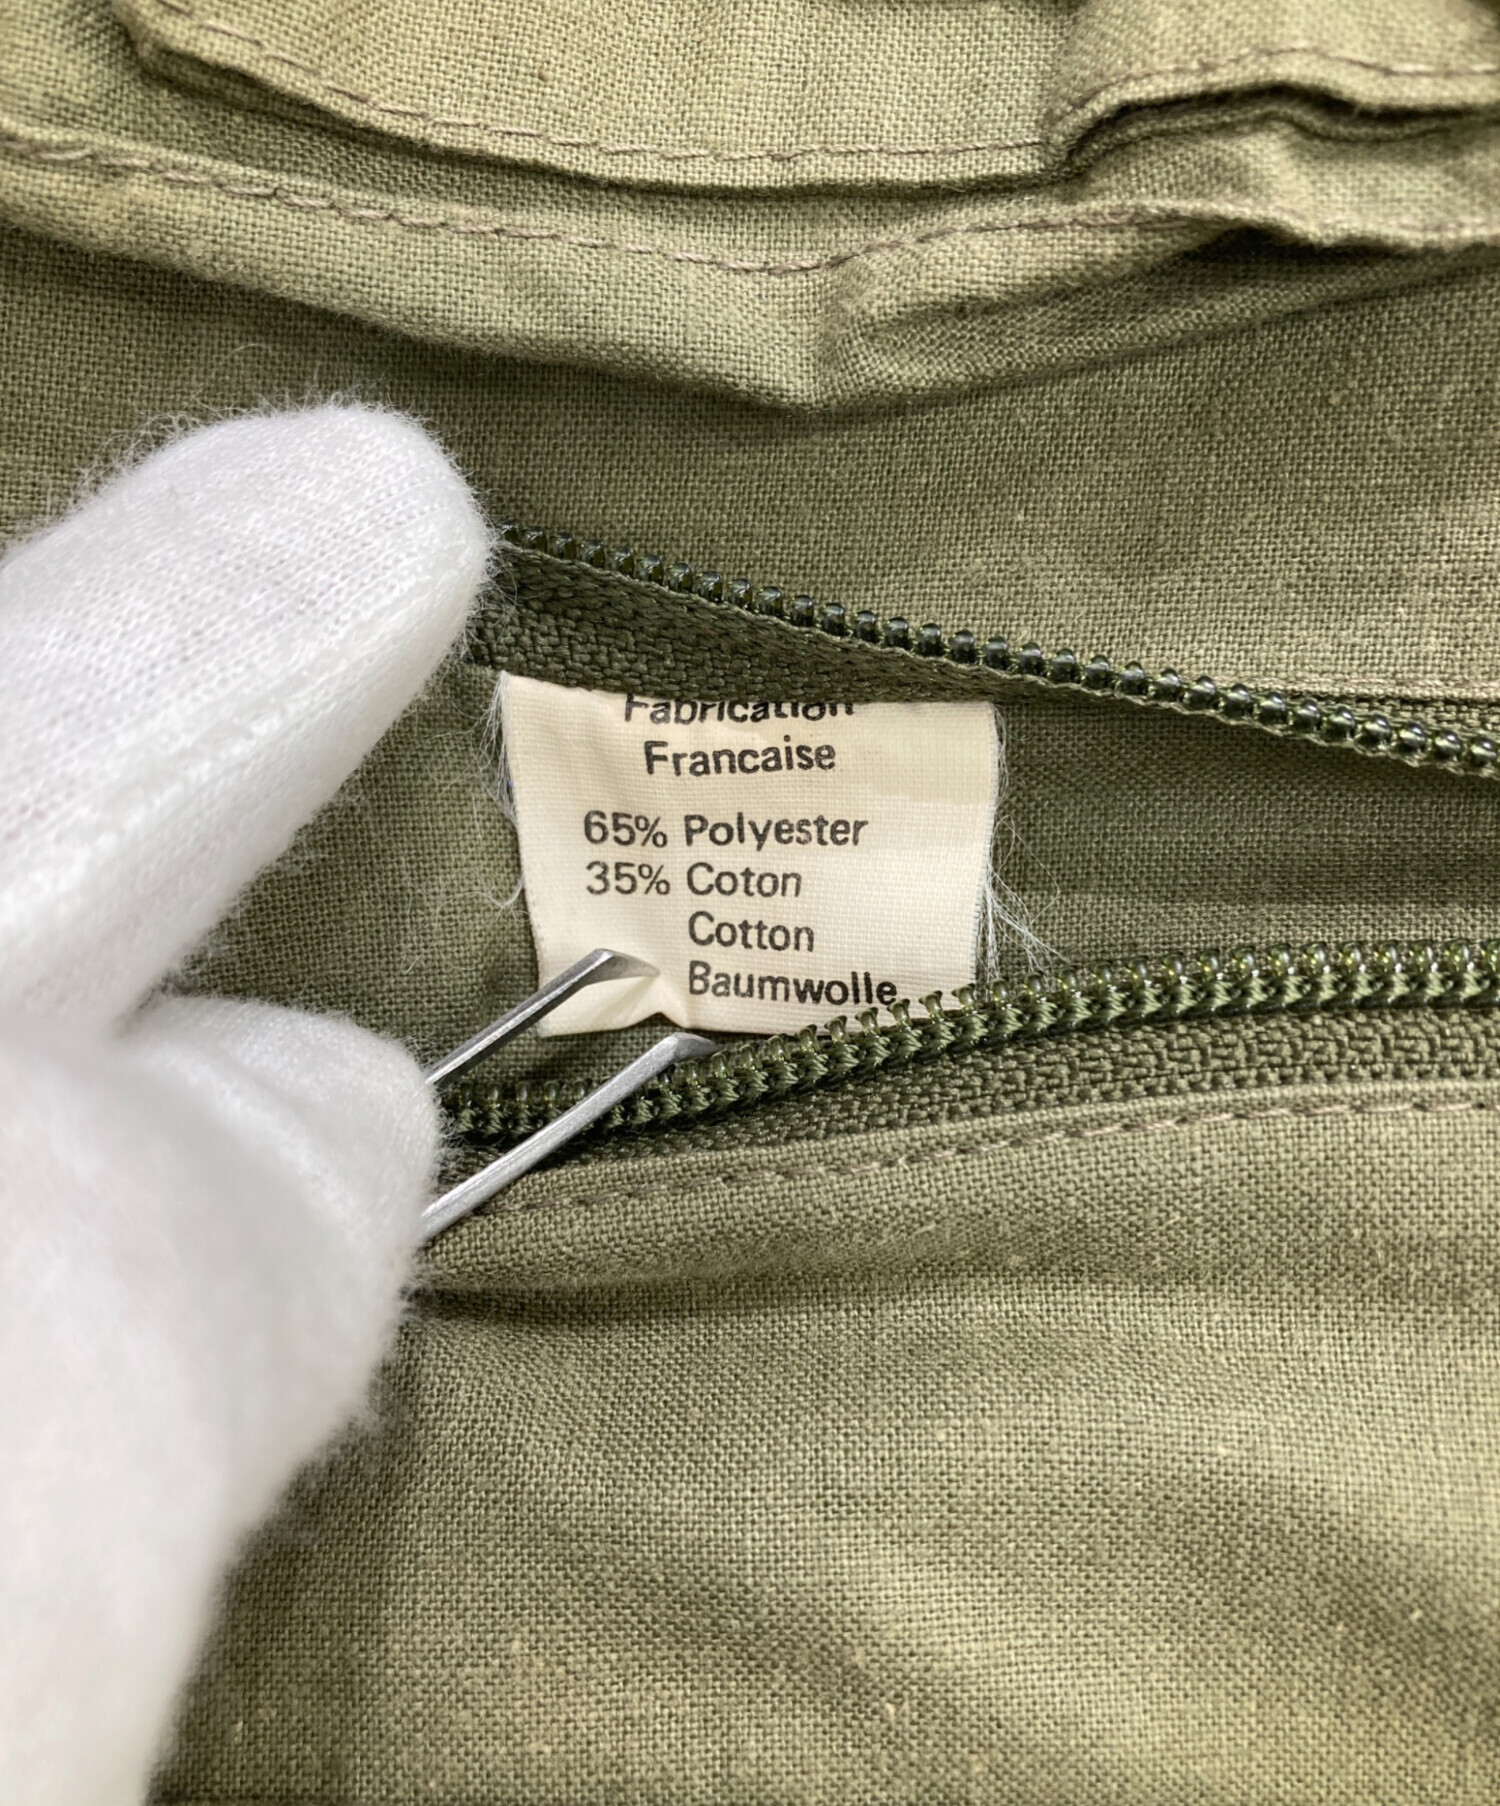 Fabrication
Francaise
65% Polyester
35% Coton
Cotton
Baumwolle